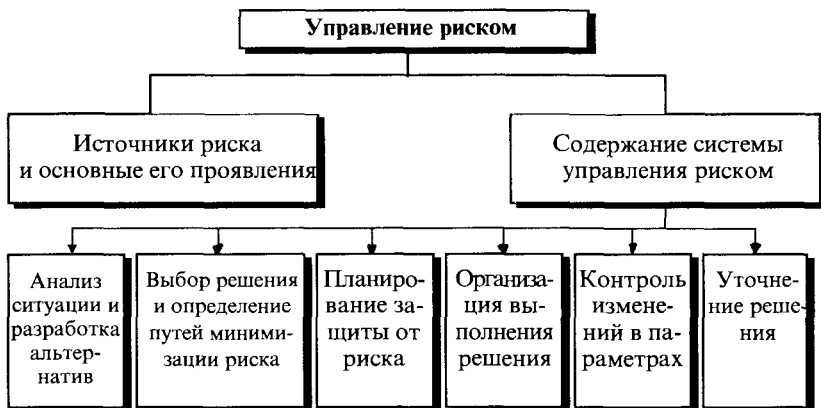 Управление риском
Источники риска
и основные его проявления
Содержание системы
управления риском
Анализ
ситуации и
разработка
альтер-
натив
Выбор решения
и определение
путей миними-
зации риска
Планиро-
вание за-
щиты от
риска
Организа-
ция вы-
полнения
решения
Контроль
измене-
ний в па-
раметрах
Уточне-
ние реше-
ния